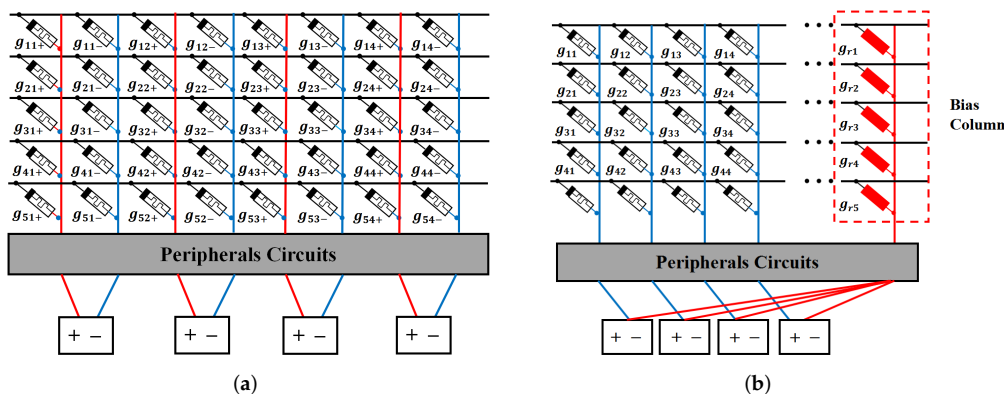 g₁₁₊ g₁₁₋ g₁₂₊ g₁₂₋ g₁₃₊ g₁₃₋ g₁₄₊ g₁₄₋
g₂₁₊ g₂₁₋ g₂₂₊ g₂₂₋ g₂₃₊ g₂₃₋ g₂₄₊ g₂₄₋
g₃₁₊ g₃₁₋ g₃₂₊ g₃₂₋ g₃₃₊ g₃₃₋ g₃₄₊ g₃₄₋
g₄₁₊ g₄₁₋ g₄₂₊ g₄₂₋ g₄₃₊ g₄₃₋ g₄₄₊ g₄₄₋
g₅₁₊ g₅₁₋ g₅₂₊ g₅₂₋ g₅₃₊ g₅₃₋ g₅₄₊ g₅₄₋
Peripherals Circuits
+ − + − + − + −
(a)
g₁₁ g₁₂ g₁₃ g₁₄ ••• gᵣ₁
g₂₁ g₂₂ g₂₃ g₂₄ ••• gᵣ₂
g₃₁ g₃₂ g₃₃ g₃₄ ••• gᵣ₃
g₄₁ g₄₂ g₄₃ g₄₄ ••• gᵣ₄
••• gᵣ₅
Bias
Column
Peripherals Circuits
+ − + − + − + −
(b)